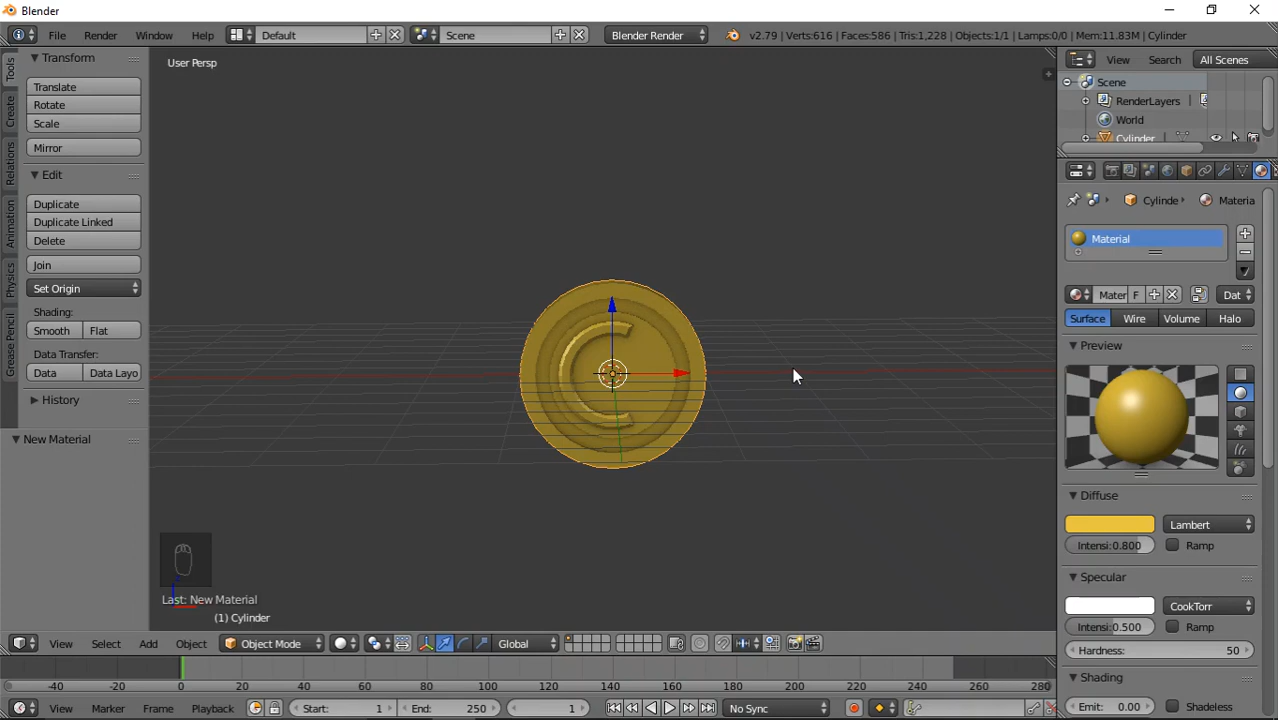 Blender
File Render Window Help Default Scene Blender Render v2.79 | Verts:616 | Faces:586 | Tris:1,228 | Objects:1/1 | Lamps:0/0 | Mem:11.83M | Cylinder
Tools
Create
Relations
Animation
Physics
Grease Pencil
Transform
Translate
Rotate
Scale
Mirror
Edit
Duplicate
Duplicate Linked
Delete
Join
Set Origin
Shading:
Smooth Flat
Data Transfer:
Data Data Layo
History
New Material
User Persp
Last: New Material
(1) Cylinder
View Select Add Object Object Mode Global
-40 -20 0 20 40 60 80 100 120 140 160 180 200 220 240 260 280
View Marker Frame Playback Start: 1 End: 250 1 No Sync
View Search All Scenes
Scene
RenderLayers
World
Cylinder
Cylinde Materia
Material
Mater F Dat
Surface Wire Volume Halo
Preview
Diffuse
Lambert
Intensi:0.800 Ramp
Specular
CookTorr
Intensi:0.500 Ramp
Hardness: 50
Shading
Emit: 0.00 Shadeless